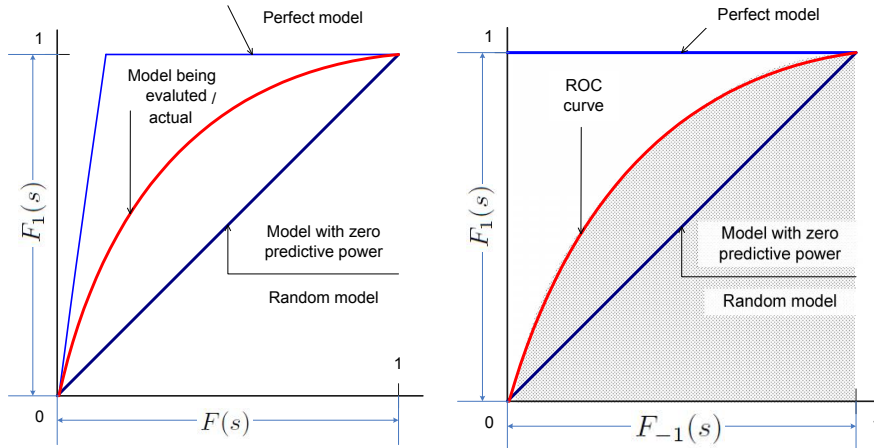 Perfect model
1
Model being
evaluted /
actual
F₁(s)
Model with zero
predictive power
Random model
1
0
F(s)
Perfect model
1
ROC
curve
F₁(s)
Model with zero
predictive power
Random model
0
F₋₁(s)